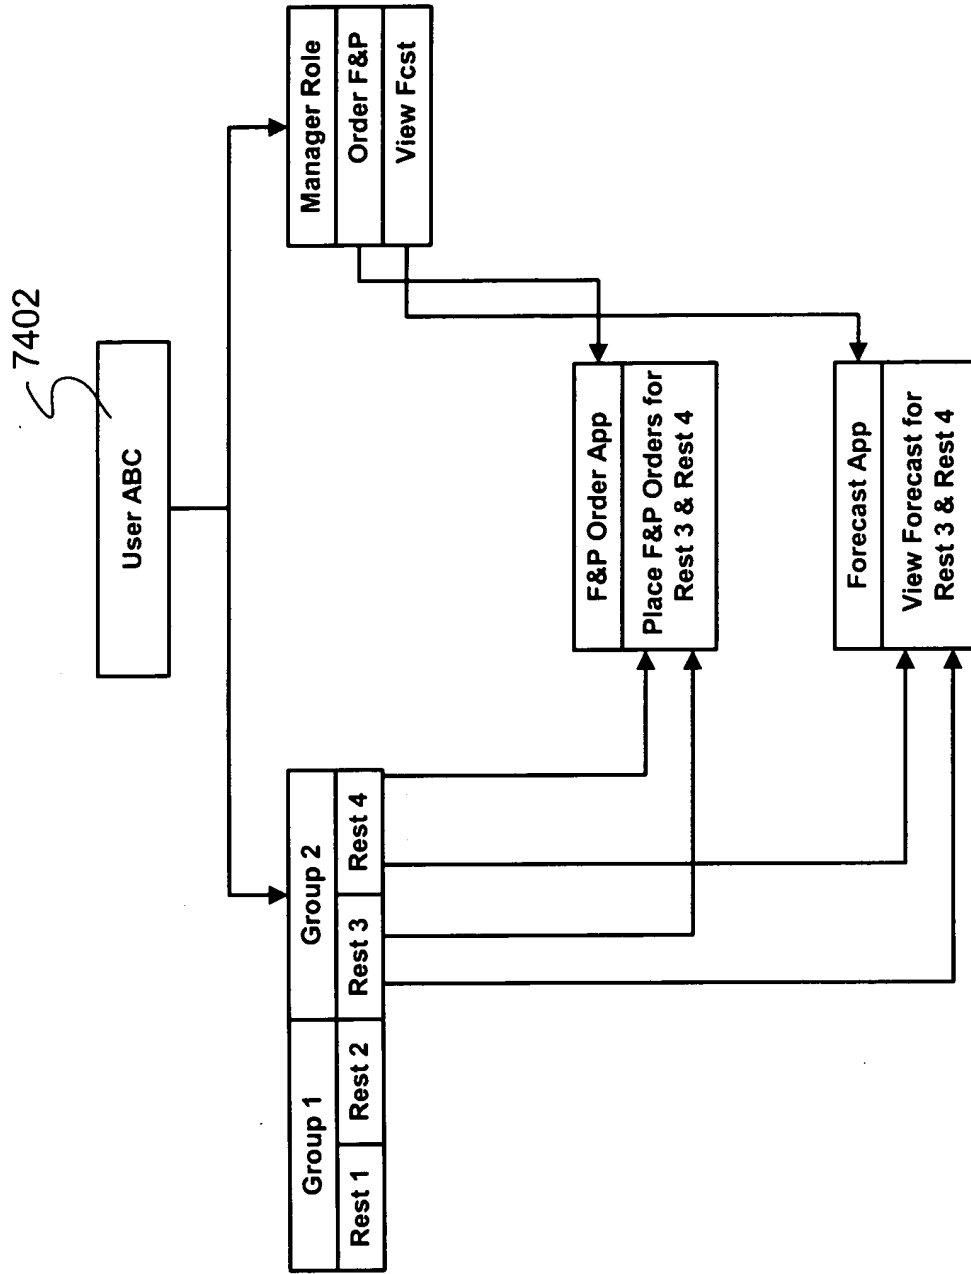 7402
User ABC
Group 1
Group 2
Rest 1
Rest 2
Rest 3
Rest 4
Manager Role
Order F&P
View Fcst
F&P Order App
Place F&P Orders for
Rest 3 & Rest 4
Forecast App
View Forecast for
Rest 3 & Rest 4